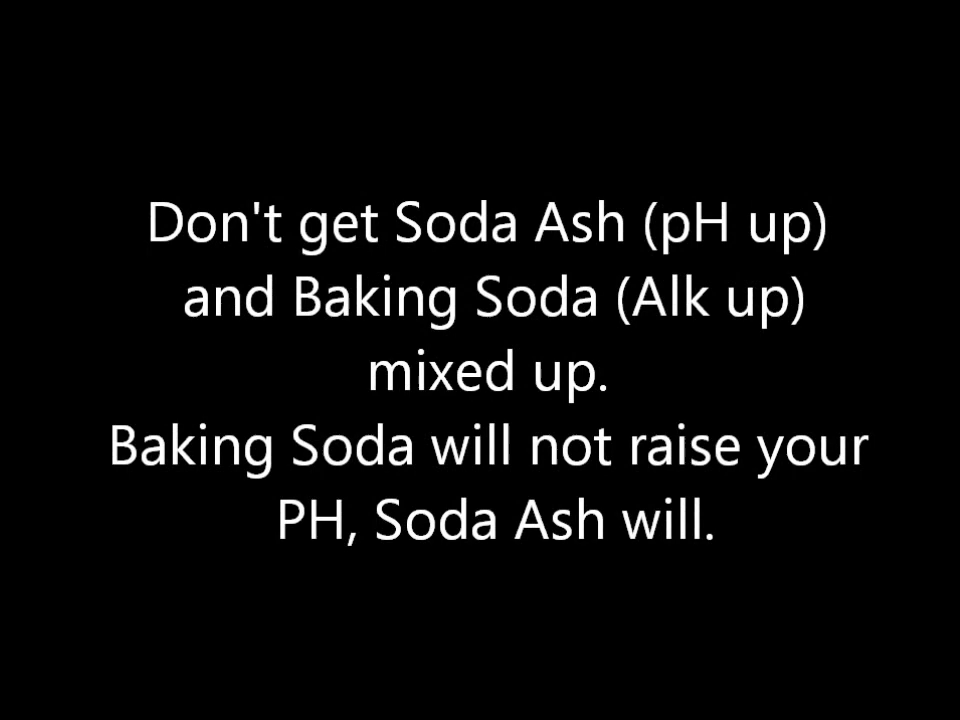 Don't get Soda Ash (pH up)
and Baking Soda (Alk up)
mixed up.
Baking Soda will not raise your
PH, Soda Ash will.